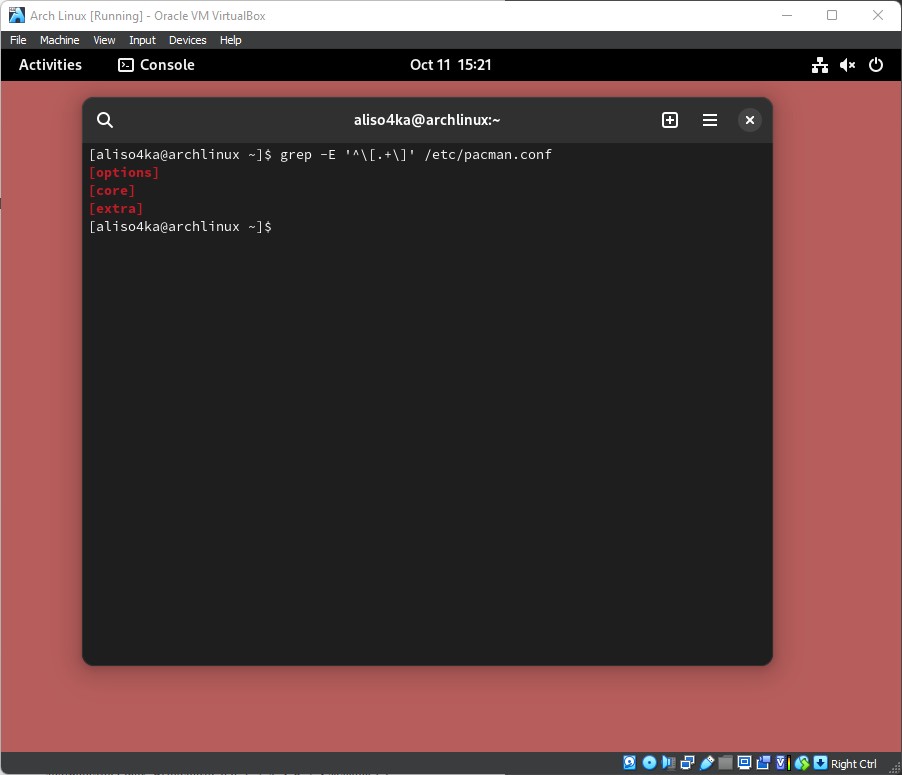 Arch Linux [Running] - Oracle VM VirtualBox
File Machine View Input Devices Help
Activities Console Oct 11 15:21
aliso4ka@archlinux:~
[aliso4ka@archlinux ~]$ grep -E '^\[.+\]' /etc/pacman.conf
[options]
[core]
[extra]
[aliso4ka@archlinux ~]$
Right Ctrl